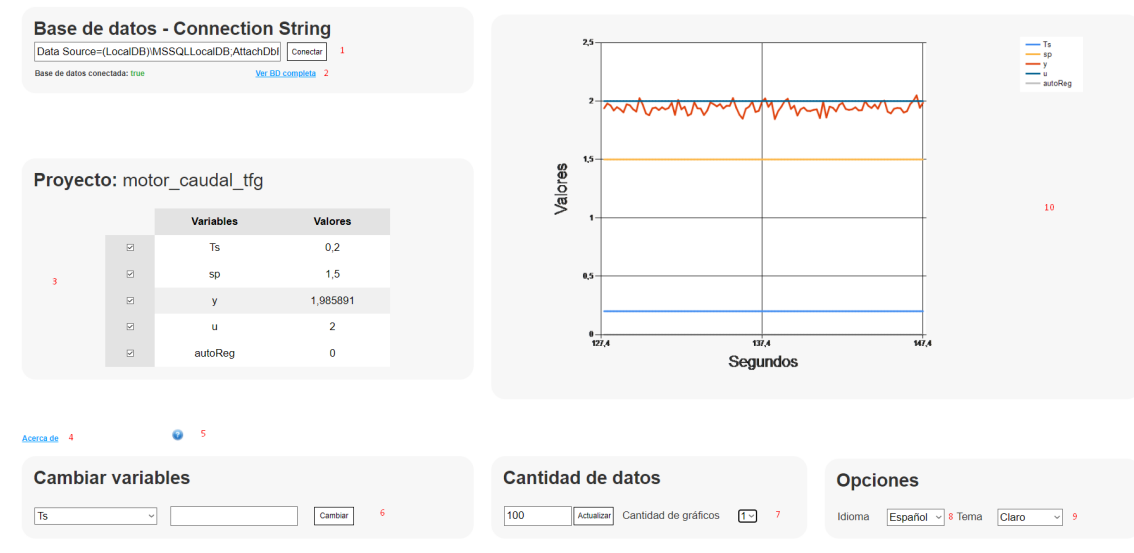 Base de datos - Connection String
Data Source=(LocalDB)\MSSQLLocalDB;AttachDbl Conectar 1
Base de datos conectada: true Ver BD completa 2
Proyecto: motor_caudal_tfg
Variables Valores
Ts 0,2
sp 1,5
3
y 1,985891
u 2
autoReg 0
2,5
2
1,5
1
0,5
0
127,4 137,4 147,4
Valores
Segundos
Ts
sp
y
u
autoReg
10
Acerca de 4 5
Cambiar variables
Ts Cambiar 6
Cantidad de datos
100 Actualizar Cantidad de gráficos 1 7
Opciones
Idioma Español 8 Tema Claro 9